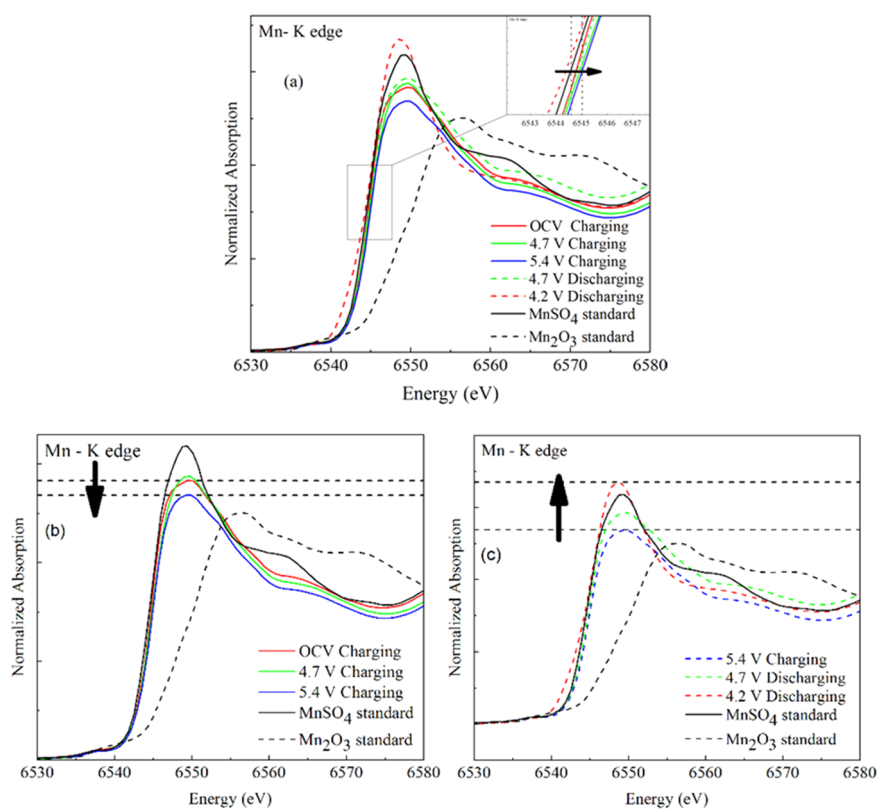 Mn- K edge
(a)
Mn- K edge
6543 6544 6545 6546 6547
Normalized Absorption
OCV Charging
4.7 V Charging
5.4 V Charging
4.7 V Discharging
4.2 V Discharging
MnSO4 standard
Mn2O3 standard
6530 6540 6550 6560 6570 6580
Energy (eV)
Mn - K edge
(b)
Normalized Absorption
OCV Charging
4.7 V Charging
5.4 V Charging
MnSO4 standard
Mn2O3 standard
6530 6540 6550 6560 6570 6580
Energy (eV)
Mn - K edge
(c)
Normalized Absorption
5.4 V Charging
4.7 V Discharging
4.2 V Discharging
MnSO4 standard
Mn2O3 standard
6530 6540 6550 6560 6570 6580
Energy (eV)